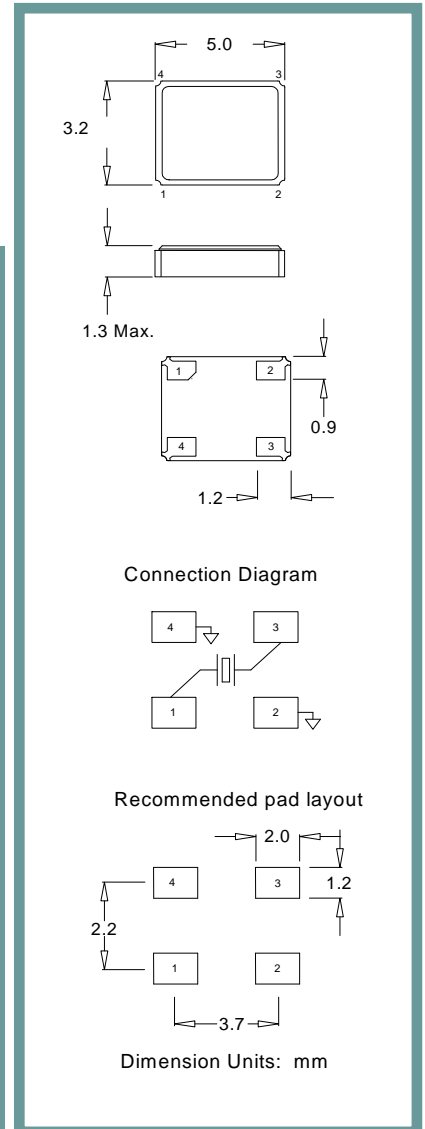 5.0
4 3
3.2
1 2
1.3 Max.
1 2
0.9
4 3
1.2
Connection Diagram
4 3
1 2
Recommended pad layout
2.0
4 3 1.2
2.2
1 2
3.7
Dimension Units: mm